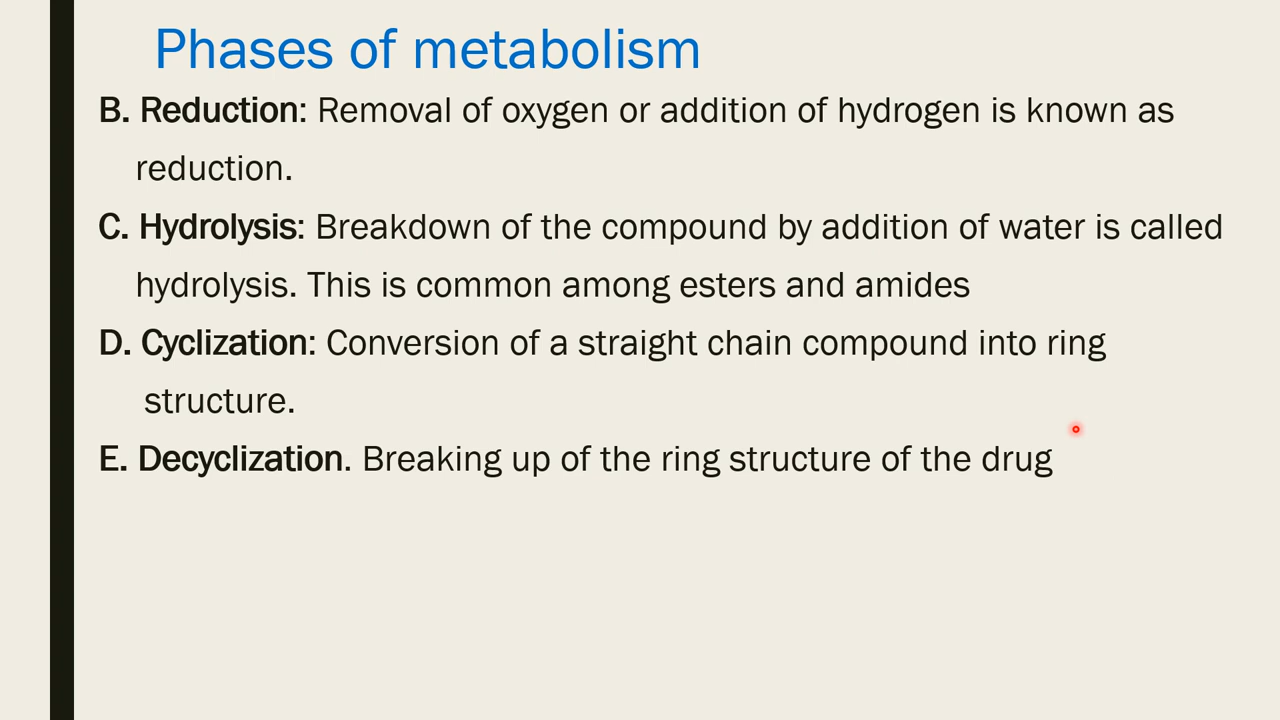 Phases of metabolism
B. Reduction: Removal of oxygen or addition of hydrogen is known as
reduction.
C. Hydrolysis: Breakdown of the compound by addition of water is called
hydrolysis. This is common among esters and amides
D. Cyclization: Conversion of a straight chain compound into ring
structure.
E. Decyclization. Breaking up of the ring structure of the drug